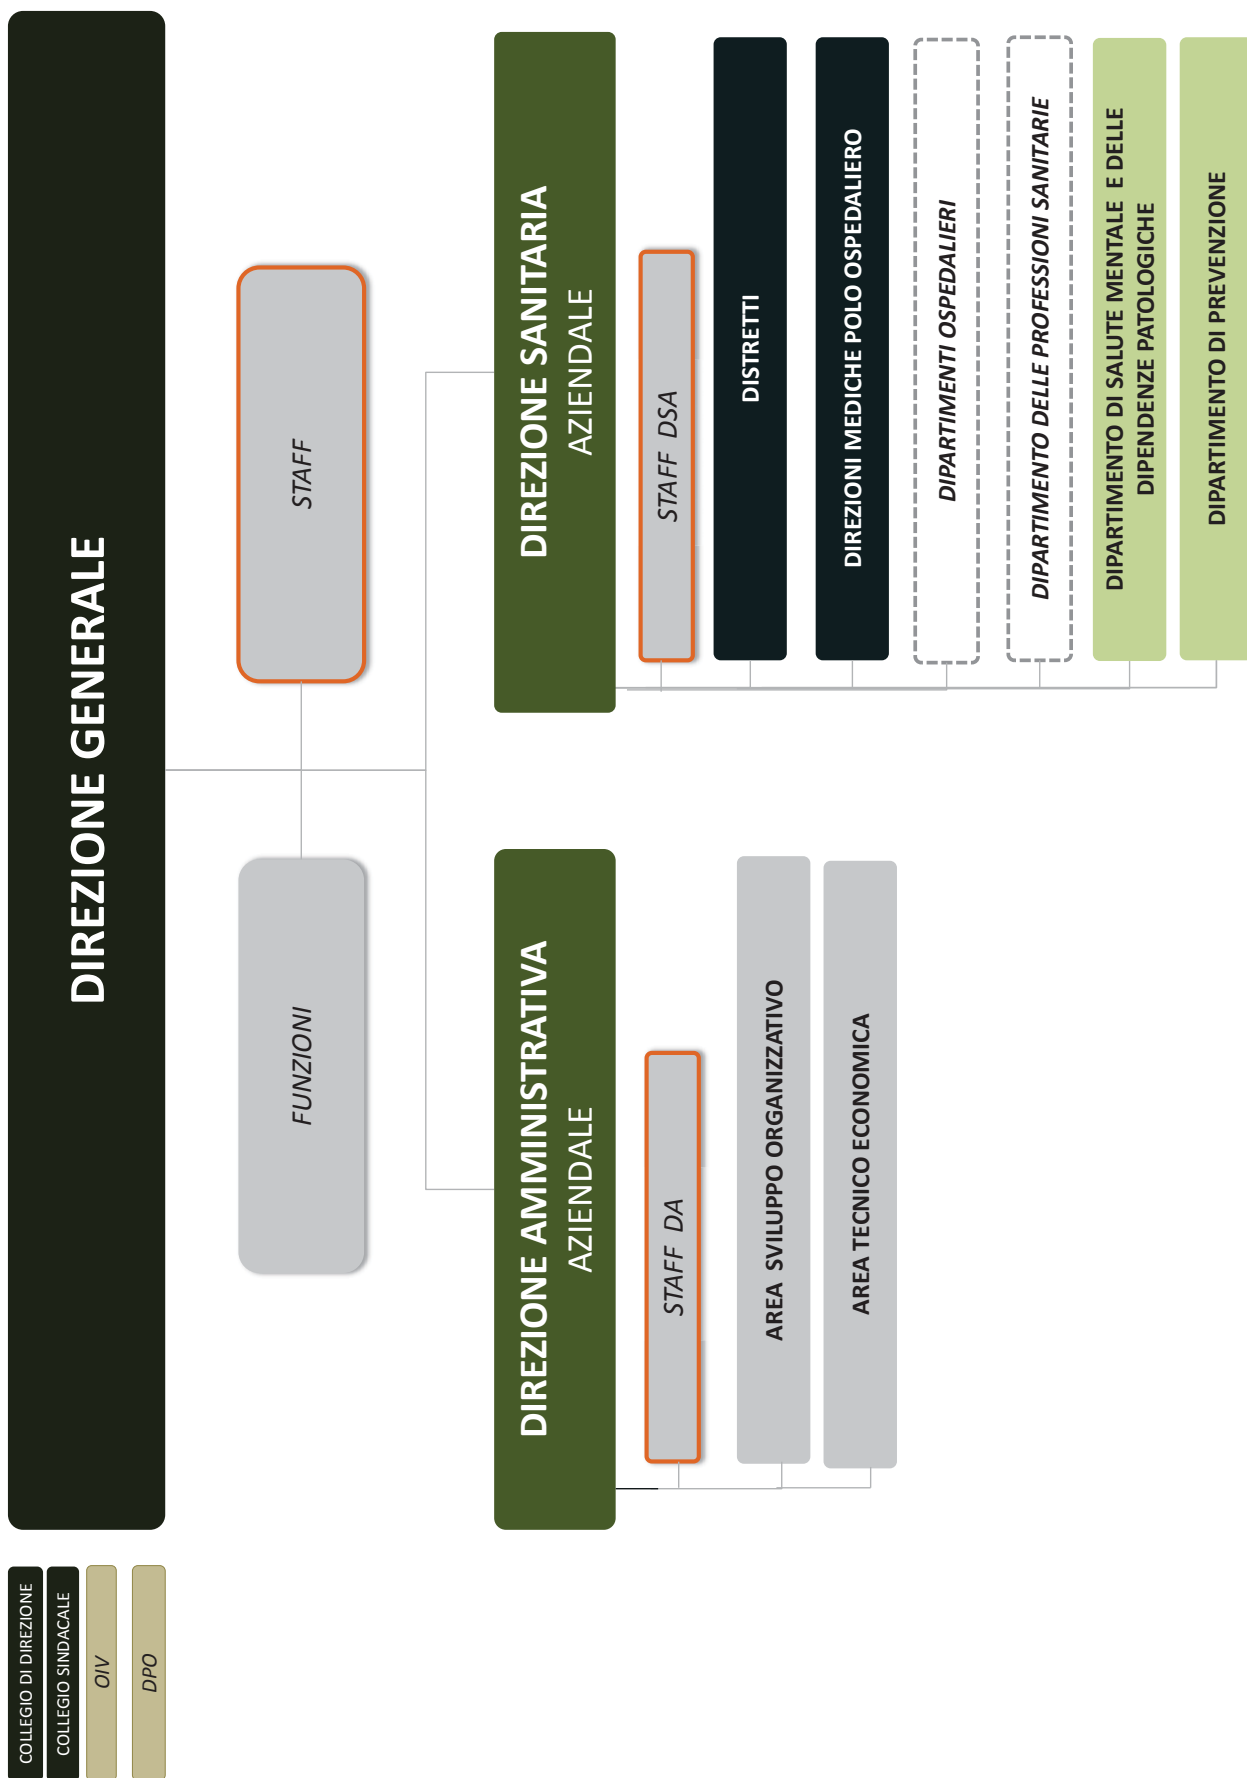 COLLEGIO DI DIREZIONE
COLLEGIO SINDACALE
OIV
DPO
DIREZIONE GENERALE
FUNZIONI
STAFF
DIREZIONE AMMINISTRATIVA
AZIENDALE
STAFF DA
AREA SVILUPPO ORGANIZZATIVO
AREA TECNICO ECONOMICA
DIREZIONE SANITARIA
AZIENDALE
STAFF DSA
DISTRETTI
DIREZIONI MEDICHE POLO OSPEDALIERO
DIPARTIMENTI OSPEDALIERI
DIPARTIMENTO DELLE PROFESSIONI SANITARIE
DIPARTIMENTO DI SALUTE MENTALE E DELLE
DIPENDENZE PATOLOGICHE
DIPARTIMENTO DI PREVENZIONE